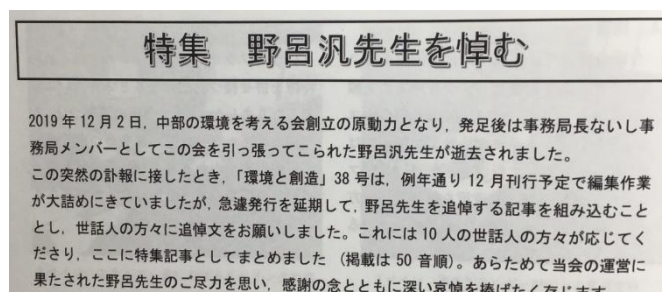 特集　野呂汎先生を悼む
2019年12月2日，中部の環境を考える会創立の原動力となり，発足後は事務局長ないし事
務局メンバーとしてこの会を引っ張ってこられた野呂汎先生が逝去されました。
この突然の訃報に接したとき，「環境と創造」38号は，例年通り12月刊行予定で編集作業
が大詰めにきていましたが，急遽発行を延期して，野呂先生を追悼する記事を組み込むこと
とし，世話人の方々に追悼文をお願いしました。これには10人の世話人の方々が応じてく
ださり，ここに特集記事としてまとめました （掲載は50音順）。あらためて当会の運営に
果たされた野呂先生のご尽力を思い，感謝の念とともに深い哀悼を捧げたく存じます